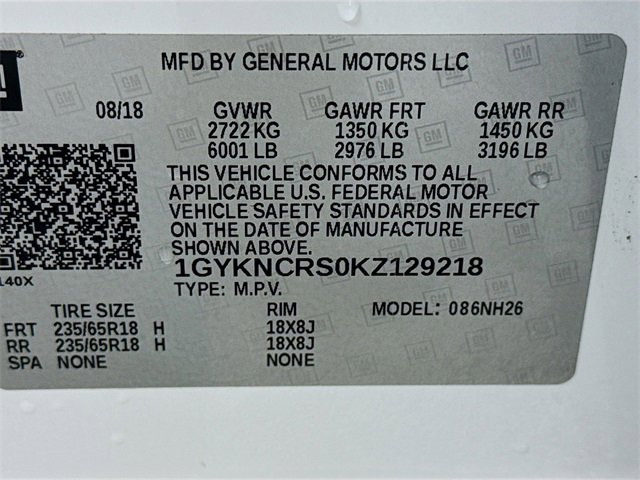 MFD BY GENERAL MOTORS LLC
08/18 GVWR GAWR FRT GAWR RR
2722 KG 1350 KG 1450 KG
6001 LB 2976 LB 3196 LB
THIS VEHICLE CONFORMS TO ALL
APPLICABLE U.S. FEDERAL MOTOR
VEHICLE SAFETY STANDARDS IN EFFECT
ON THE DATE OF MANUFACTURE
SHOWN ABOVE.
140X
1GYKNCRS0KZ129218
TYPE: M.P.V.
TIRE SIZE RIM MODEL: 086NH26
FRT 235/65R18 H 18X8J
RR 235/65R18 H 18X8J
SPA NONE NONE